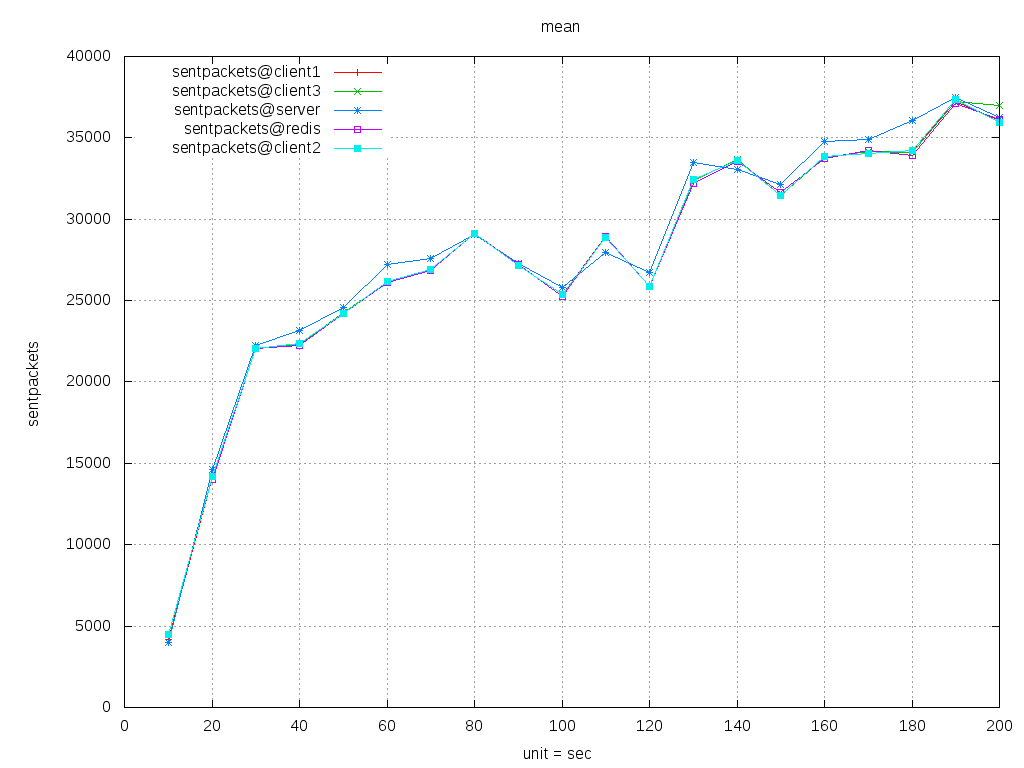 mean
40000
35000
30000
25000
20000
15000
10000
5000
0
sentpackets@client1
sentpackets@client3
sentpackets@server
sentpackets@redis
sentpackets@client2
sentpackets
0 20 40 60 80 100 120 140 160 180 200
unit = sec